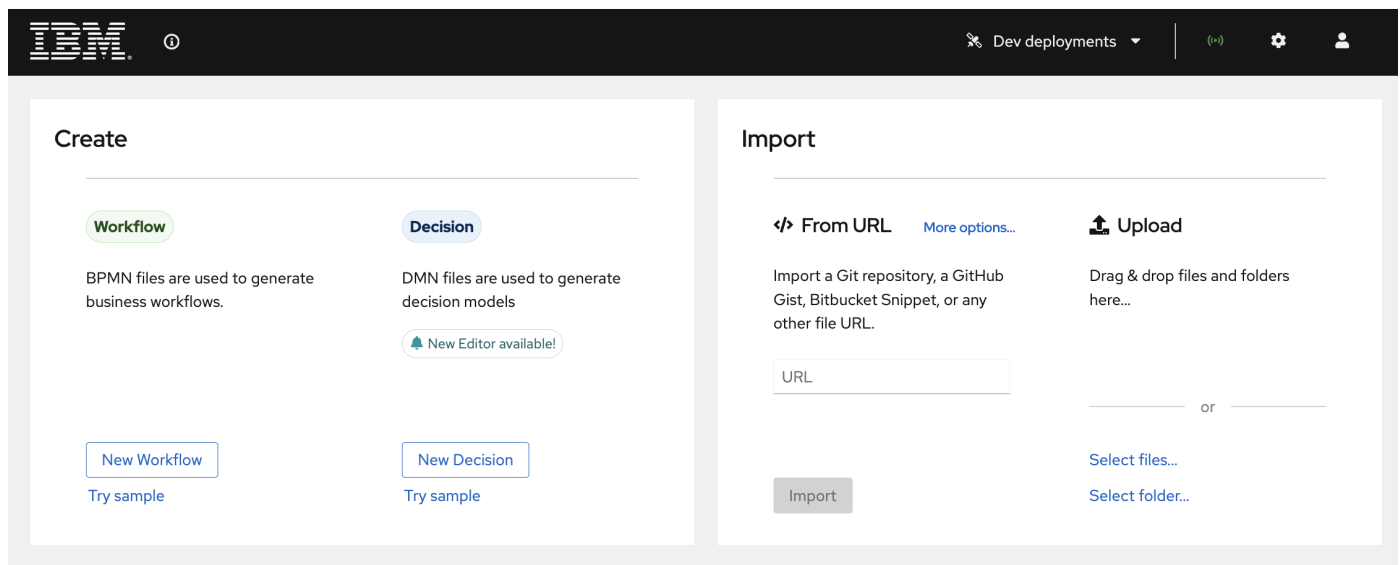 IBM
Dev deployments
Create
Workflow
BPMN files are used to generate
business workflows.
New Workflow
Try sample
Decision
DMN files are used to generate
decision models
New Editor available!
New Decision
Try sample
Import
From URL
More options...
Import a Git repository, a GitHub
Gist, Bitbucket Snippet, or any
other file URL.
URL
Import
Upload
Drag & drop files and folders
here...
or
Select files...
Select folder...